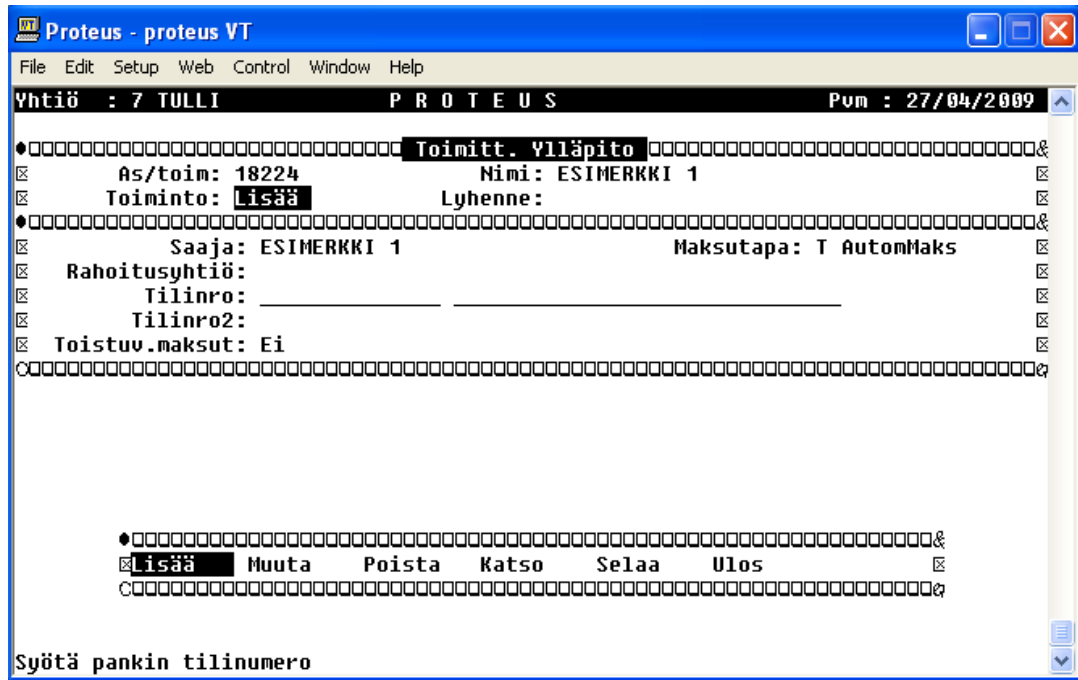 Proteus - proteus VT
File Edit Setup Web Control Window Help
Yhtiö : 7 TULLI P R O T E U S Pvm : 27/04/2009
Toimitt. Ylläpito
As/toim: 18224 Nimi: ESIMERKKI 1
Toiminto: Lisää Lyhenne:
Saaja: ESIMERKKI 1 Maksutapa: T AutomMaks
Rahoitusyhtiö:
Tilinro:
Tilinro2:
Toistuv.maksut: Ei
Lisää Muuta Poista Katso Selaa Ulos
Syötä pankin tilinumero